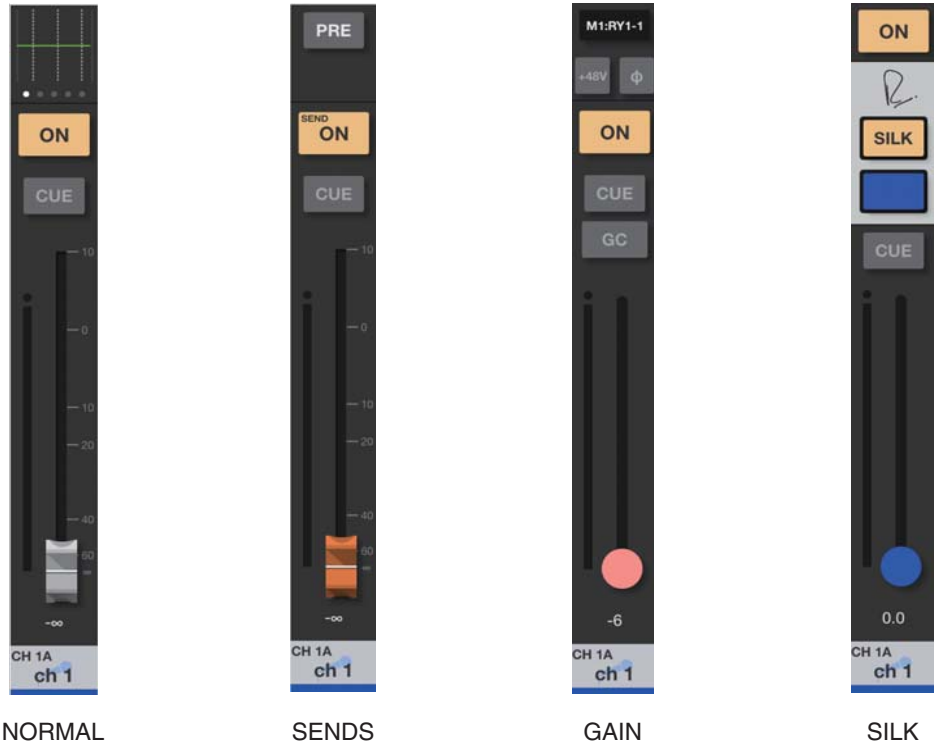 ON
CUE
10
0
10
20
40
60
∞
-∞
CH 1A
ch 1
NORMAL
PRE
SEND
ON
CUE
10
0
10
20
40
60
∞
-∞
CH 1A
ch 1
SENDS
M1:RY1-1
+48V
ϕ
ON
CUE
GC
-6
CH 1A
ch 1
GAIN
ON
SILK
CUE
0.0
CH 1A
ch 1
SILK